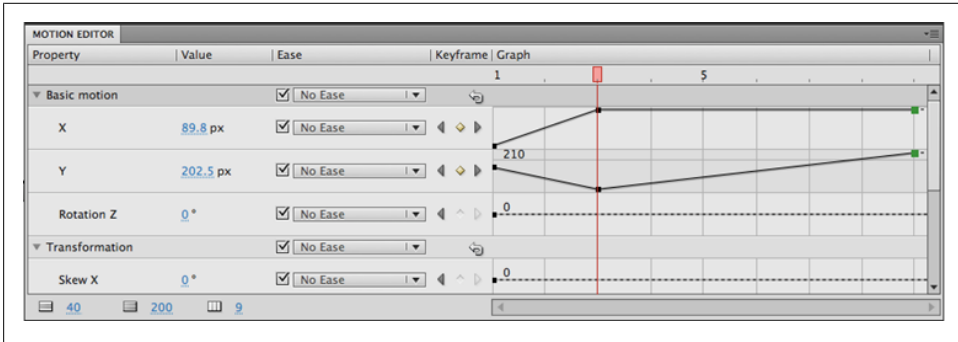 MOTION EDITOR
Property Value Ease Keyframe Graph
1 5
Basic motion No Ease
X 89.8 px No Ease
210
Y 202.5 px No Ease
Rotation Z 0° No Ease 0
Transformation No Ease
Skew X 0° No Ease 0
40 200 9